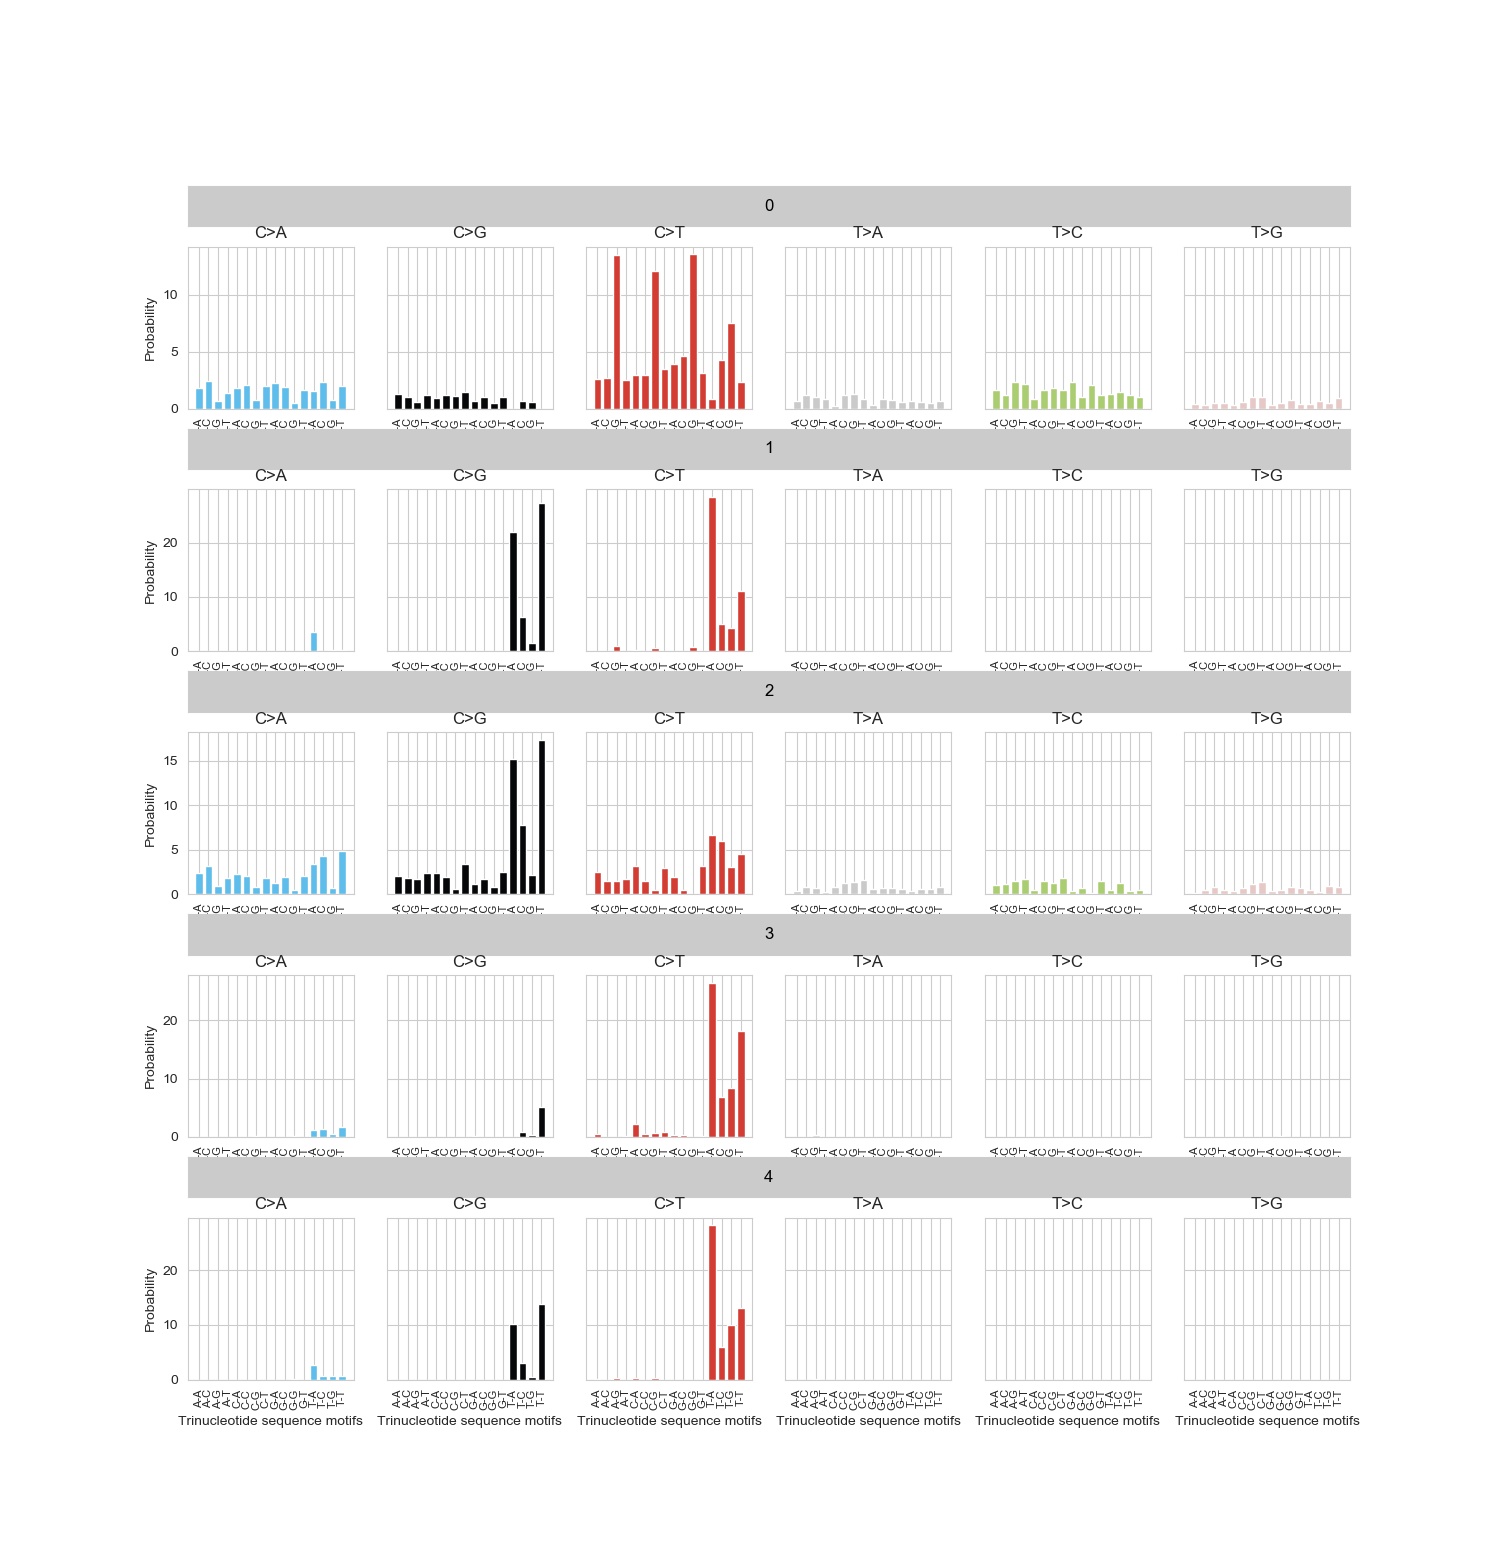 0
C>A C>G C>T T>A T>C T>G
Probability
10
5
0
1
C>A C>G C>T T>A T>C T>G
Probability
20
10
0
2
C>A C>G C>T T>A T>C T>G
Probability
15
10
5
0
3
C>A C>G C>T T>A T>C T>G
Probability
20
10
0
4
C>A C>G C>T T>A T>C T>G
Probability
20
10
0
A-A A-C A-G A-T C-A C-C C-G C-T G-A G-C G-G G-T T-A T-C T-G T-T
A-A A-C A-G A-T C-A C-C C-G C-T G-A G-C G-G G-T T-A T-C T-G T-T
A-A A-C A-G A-T C-A C-C C-G C-T G-A G-C G-G G-T T-A T-C T-G T-T
A-A A-C A-G A-T C-A C-C C-G C-T G-A G-C G-G G-T T-A T-C T-G T-T
A-A A-C A-G A-T C-A C-C C-G C-T G-A G-C G-G G-T T-A T-C T-G T-T
A-A A-C A-G A-T C-A C-C C-G C-T G-A G-C G-G G-T T-A T-C T-G T-T
Trinucleotide sequence motifs Trinucleotide sequence motifs Trinucleotide sequence motifs Trinucleotide sequence motifs Trinucleotide sequence motifs Trinucleotide sequence motifs